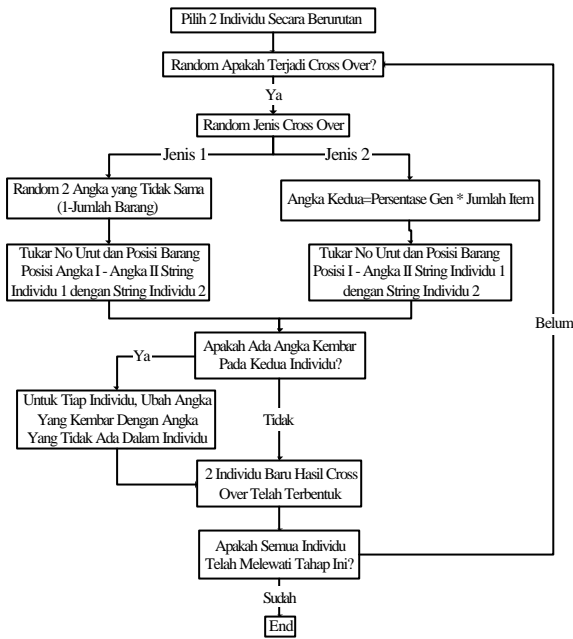 Pilih 2 Individu Secara Berurutan
Random Apakah Terjadi Cross Over?
Ya
Random Jenis Cross Over
Jenis 1
Jenis 2
Random 2 Angka yang Tidak Sama
(1-Jumlah Barang)
Angka Kedua=Persentase Gen * Jumlah Item
Tukar No Urut dan Posisi Barang
Posisi Angka I - Angka II String
Individu 1 dengan String Individu 2
Tukar No Urut dan Posisi Barang
Posisi I - Angka II String Individu 1
dengan String Individu 2
Belum
Apakah Ada Angka Kembar
Pada Kedua Individu?
Ya
Untuk Tiap Individu, Ubah Angka
Yang Kembar Dengan Angka
Yang Tidak Ada Dalam Individu
Tidak
2 Individu Baru Hasil Cross
Over Telah Terbentuk
Apakah Semua Individu
Telah Melewati Tahap Ini?
Sudah
End